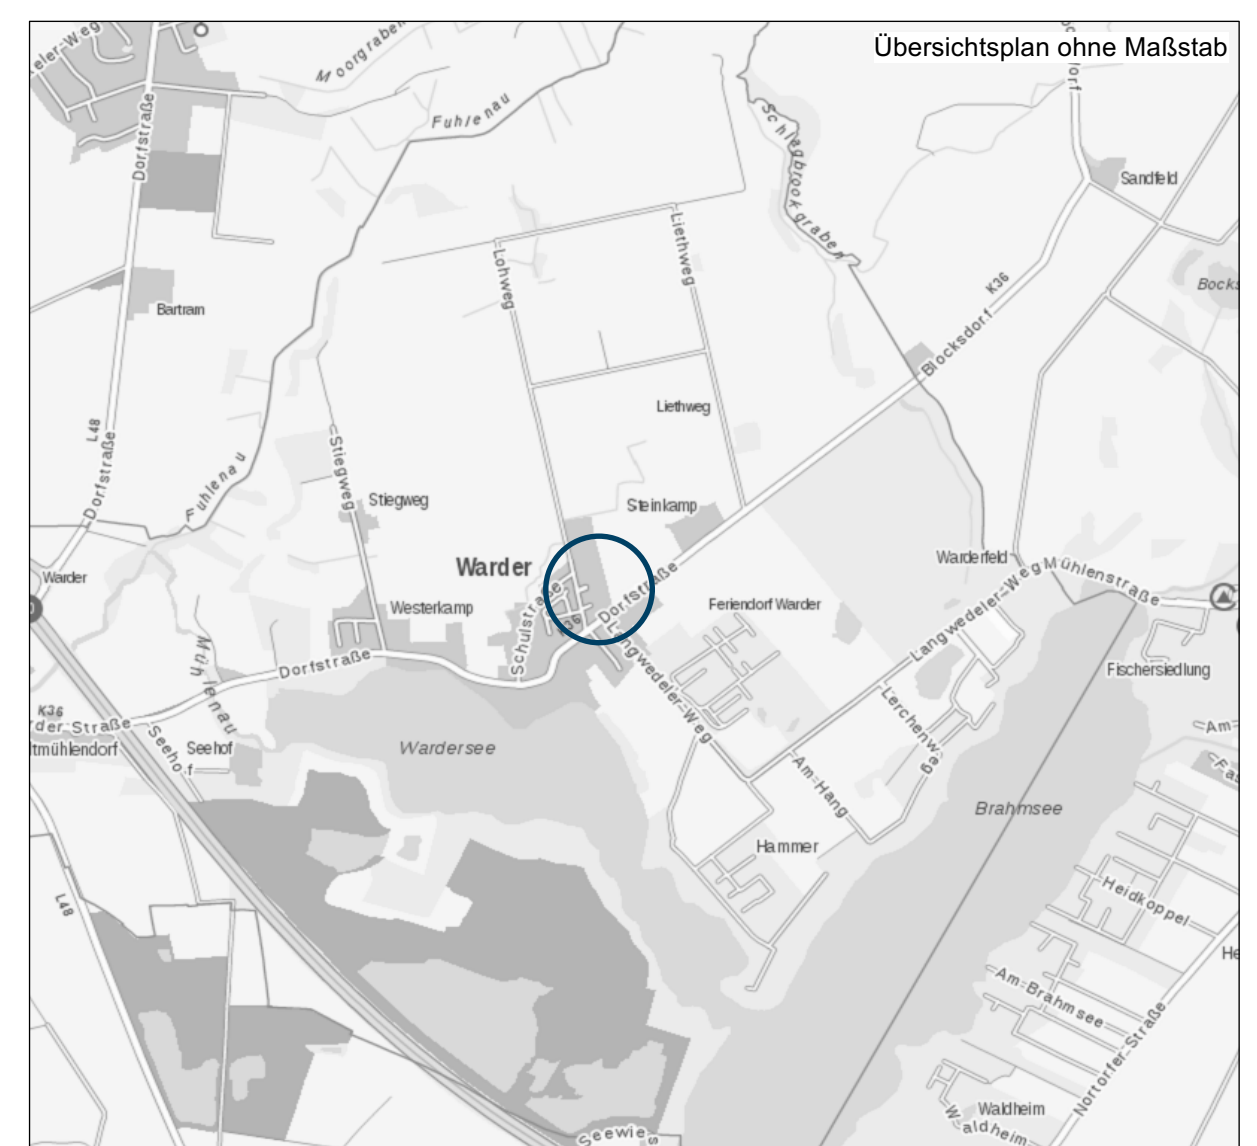 Übersichtsplan ohne Maßstab
Moorgraben
Fuhlenau
Dorfstraße
Schlagbrookgraben
Sandfeld
Lohweg
Liethweg
K36
Bartram
Blocksdorf
Liethweg
L48
Dorfstraße
Fuhlenau
Stiegweg
Stiegweg
Steinkamp
Warder
Warder
Warderfeld
Langwedeler-Weg
Mühlenstraße
Westerkamp
Schulstraße
K36
Dorfstraße
Feriendorf Warder
Langwedeler-Weg
Mühlenau
Dorfstraße
Fischersiedlung
K36
Lerchenweg
Seehof
Seehof
Wardersee
Am-Hang
Brahmsee
Hammer
L48
Heidkoppel
Am-Brahmsee
Nortorfer-Straße
Waldheim
Waldheim